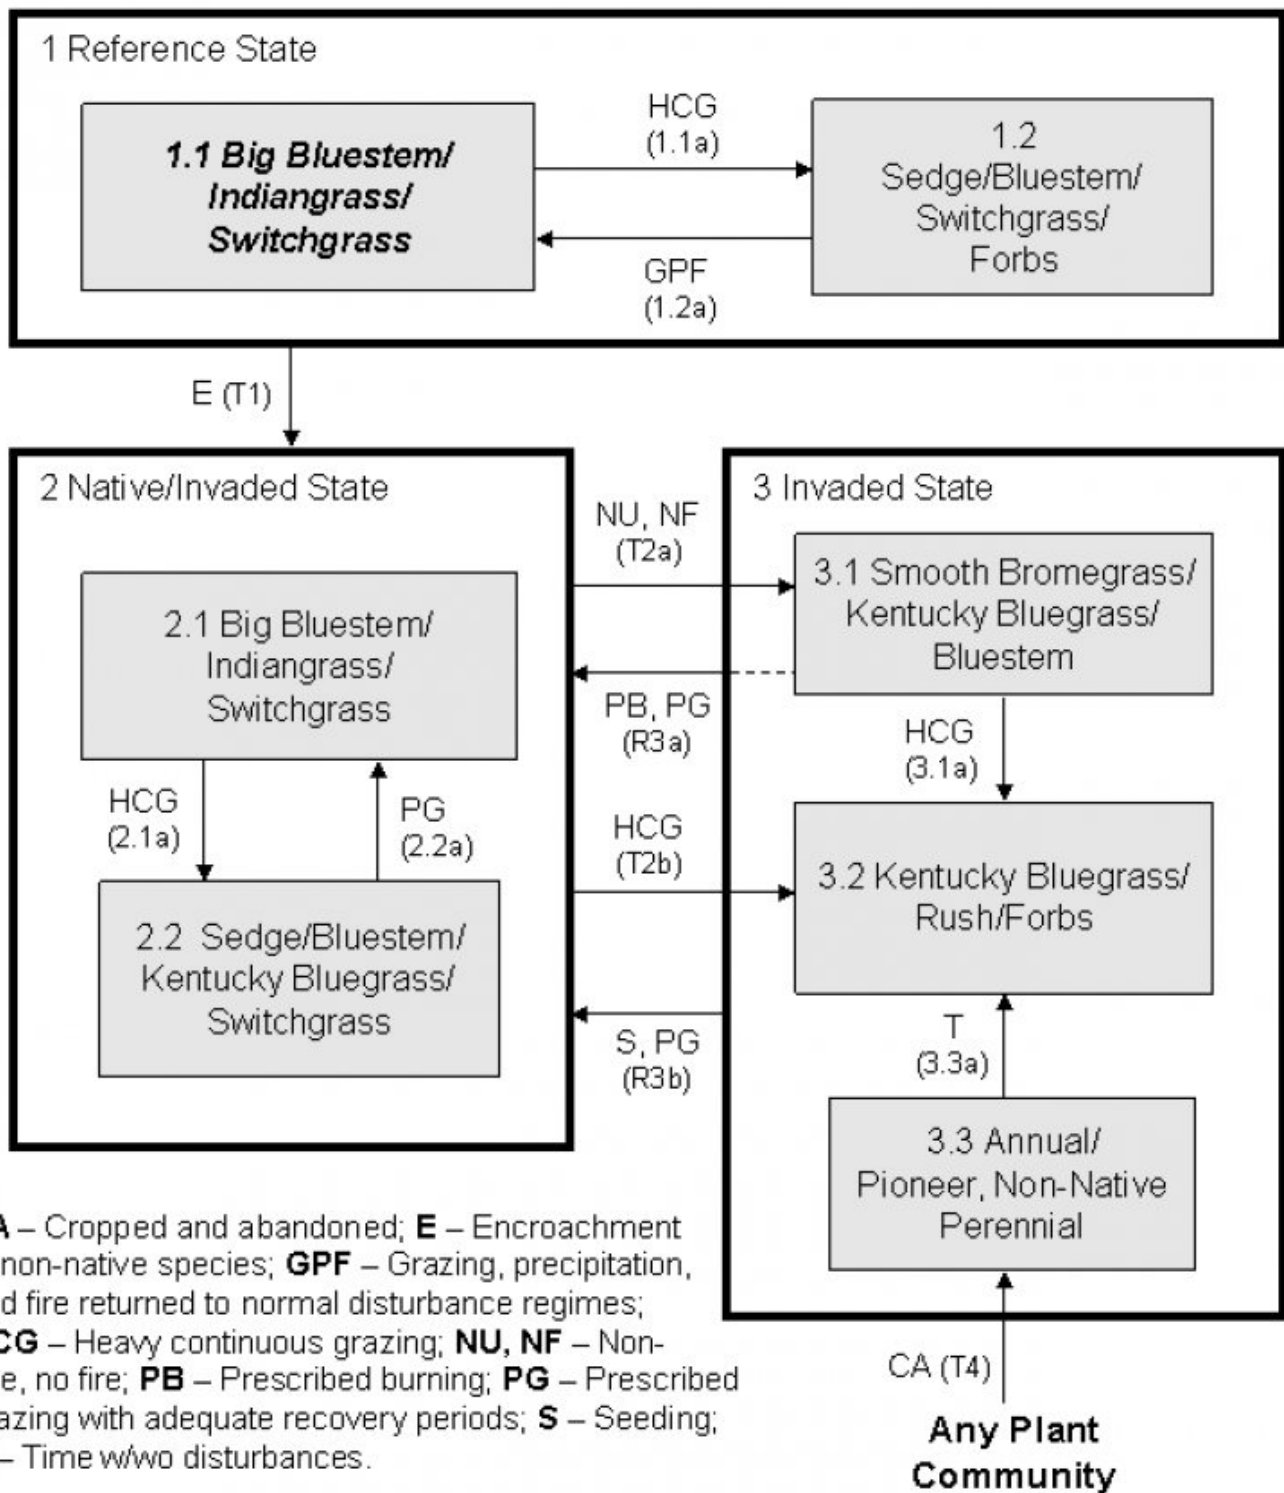 1 Reference State
1.1 Big Bluestem/
Indiangrass/
Switchgrass
HCG
(1.1a)
1.2
Sedge/Bluestem/
Switchgrass/
Forbs
GPF
(1.2a)
E (T1)
2 Native/Invaded State
2.1 Big Bluestem/
Indiangrass/
Switchgrass
HCG
(2.1a)
PG
(2.2a)
2.2 Sedge/Bluestem/
Kentucky Bluegrass/
Switchgrass
NU, NF
(T2a)
PB, PG
(R3a)
HCG
(T2b)
S, PG
(R3b)
3 Invaded State
3.1 Smooth Bromegrass/
Kentucky Bluegrass/
Bluestem
HCG
(3.1a)
3.2 Kentucky Bluegrass/
Rush/Forbs
T
(3.3a)
3.3 Annual/
Pioneer, Non-Native
Perennial
CA (T4)
Any Plant
Community
A – Cropped and abandoned; E – Encroachment
non-native species; GPF – Grazing, precipitation,
d fire returned to normal disturbance regimes;
CG – Heavy continuous grazing; NU, NF – Non-
e, no fire; PB – Prescribed burning; PG – Prescribed
azing with adequate recovery periods; S – Seeding;
– Time w/wo disturbances.